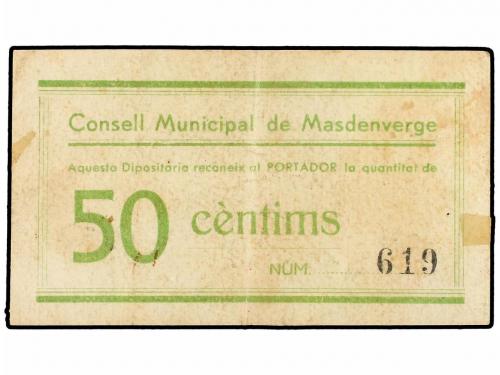 Consell Municipal de Masdenverge
Aquesta Dipositària reconeix al PORTADOR la quantitat de
50 cèntims
NÚM. 619